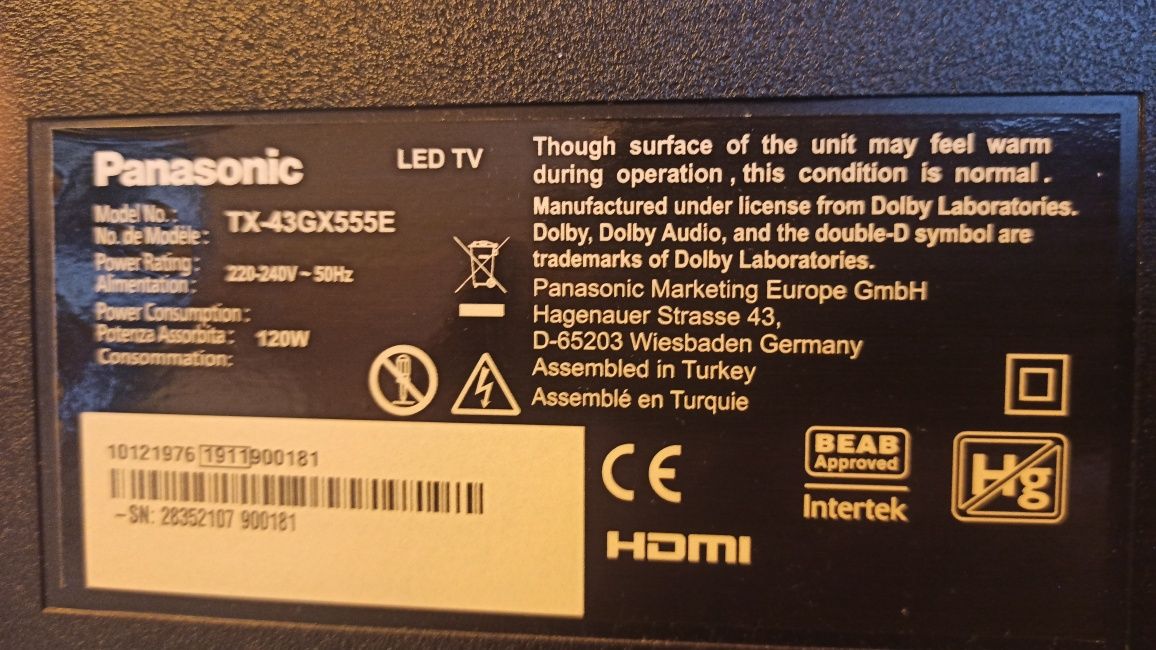 Panasonic
LED TV
Model No. :
No. de Modèle :
TX-43GX555E
Power Rating :
Alimentation :
220-240V ~ 50Hz
Power Consumption :
Potenza Assorbita :
Consommation:
120W
Though surface of the unit may feel warm
during operation , this condition is normal .
Manufactured under license from Dolby Laboratories.
Dolby, Dolby Audio, and the double-D symbol are
trademarks of Dolby Laboratories.
Panasonic Marketing Europe GmbH
Hagenauer Strasse 43,
D-65203 Wiesbaden Germany
Assembled in Turkey
Assemblé en Turquie
10121976 1911900181
-SN: 28352107 900181
CE
HDMI
BEAB
Approved
Intertek
Hg